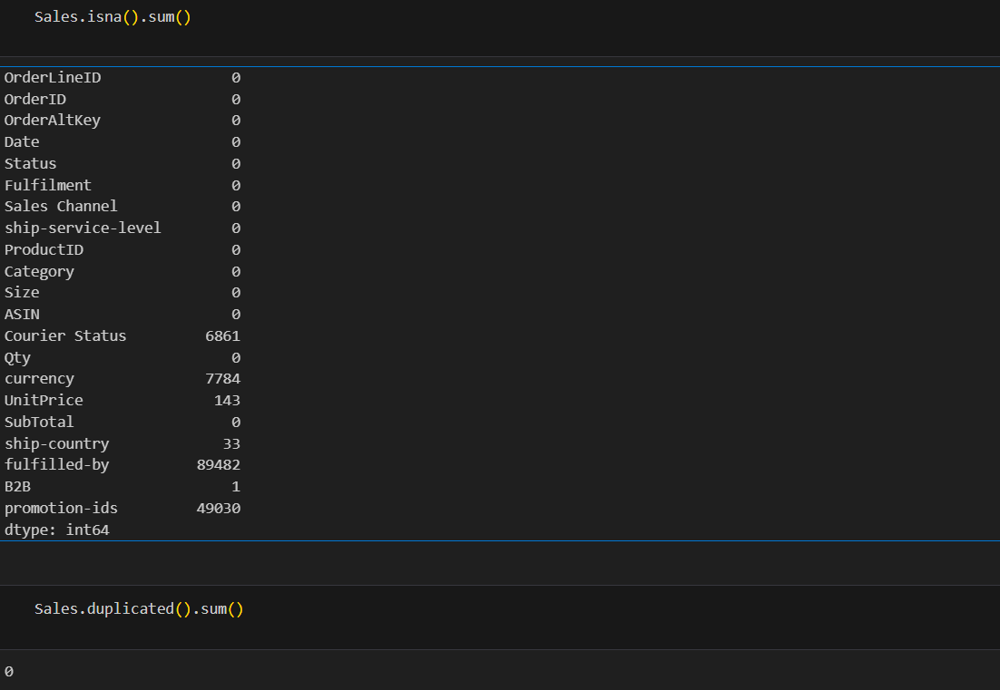 Sales.isna().sum()
OrderLineID 0
OrderID 0
OrderAltKey 0
Date 0
Status 0
Fulfilment 0
Sales Channel 0
ship-service-level 0
ProductID 0
Category 0
Size 0
ASIN 0
Courier Status 6861
Qty 0
currency 7784
UnitPrice 143
SubTotal 0
ship-country 33
fulfilled-by 89482
B2B 1
promotion-ids 49030
dtype: int64
Sales.duplicated().sum()
0